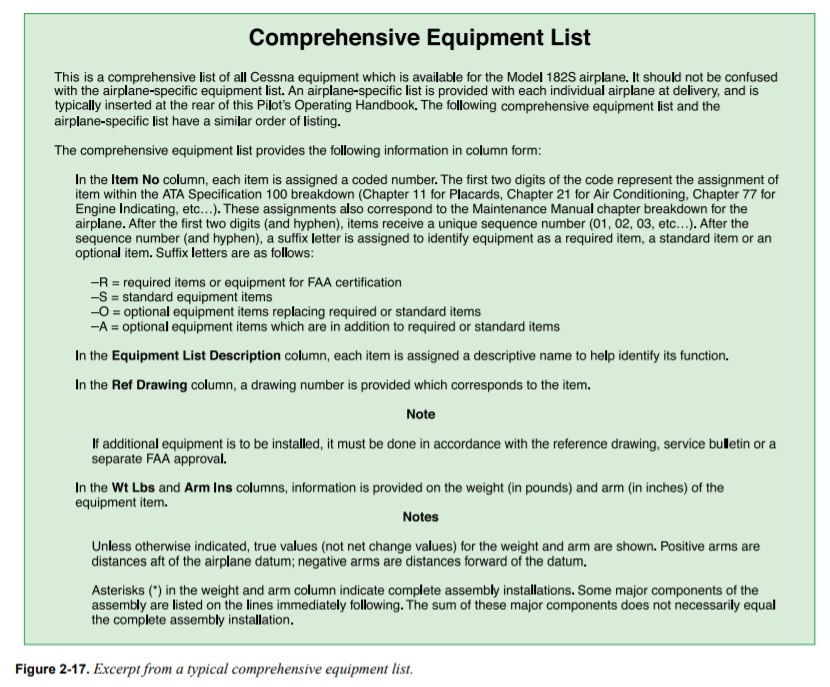 Comprehensive Equipment List
This is a comprehensive list of all Cessna equipment which is available for the Model 182S airplane. It should not be confused
with the airplane-specific equipment list. An airplane-specific list is provided with each individual airplane at delivery, and is
typically inserted at the rear of this Pilot's Operating Handbook. The following comprehensive equipment list and the
airplane-specific list have a similar order of listing.
The comprehensive equipment list provides the following information in column form:
In the Item No column, each item is assigned a coded number. The first two digits of the code represent the assignment of
item within the ATA Specification 100 breakdown (Chapter 11 for Placards, Chapter 21 for Air Conditioning, Chapter 77 for
Engine Indicating, etc...). These assignments also correspond to the Maintenance Manual chapter breakdown for the
airplane. After the first two digits (and hyphen), items receive a unique sequence number (01, 02, 03, etc...). After the
sequence number (and hyphen), a suffix letter is assigned to identify equipment as a required item, a standard item or an
optional item. Suffix letters are as follows:
–R = required items or equipment for FAA certification
–S = standard equipment items
–O = optional equipment items replacing required or standard items
–A = optional equipment items which are in addition to required or standard items
In the Equipment List Description column, each item is assigned a descriptive name to help identify its function.
In the Ref Drawing column, a drawing number is provided which corresponds to the item.
Note
If additional equipment is to be installed, it must be done in accordance with the reference drawing, service bulletin or a
separate FAA approval.
In the Wt Lbs and Arm Ins columns, information is provided on the weight (in pounds) and arm (in inches) of the
equipment item.
Notes
Unless otherwise indicated, true values (not net change values) for the weight and arm are shown. Positive arms are
distances aft of the airplane datum; negative arms are distances forward of the datum.
Asterisks (*) in the weight and arm column indicate complete assembly installations. Some major components of the
assembly are listed on the lines immediately following. The sum of these major components does not necessarily equal
the complete assembly installation.
Figure 2-17. Excerpt from a typical comprehensive equipment list.